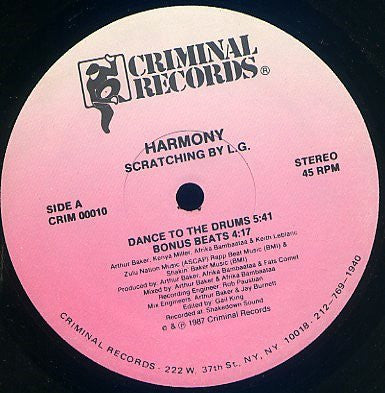 CRIMINAL
RECORDS®
HARMONY
SCRATCHING BY L.G.
SIDE A
CRIM 00010
STEREO
45 RPM
DANCE TO THE DRUMS 5:41
BONUS BEATS 4:17
Arthur Baker, Kenya Miller, Afrika Bambaataa & Keith Leblanc
Zulu Nation Music (ASCAP) Rapp Beat Music (BMI) &
Shakin' Baker Music (BMI)
Produced by: Arthur Baker, Afrika Bambaataa & Fats Comet
Mixed by: Arthur Baker & Afrika Bambaataa
Recording Engineer: Rob Paustian
Mix Engineers: Arthur Baker & Jay Burnett
Edited by: Gail King
Recorded at: Shakedown Sound
© & ℗ 1987 Criminal Records
CRIMINAL RECORDS - 222 W. 37th St., NY, NY 10018 - 212-769-1940